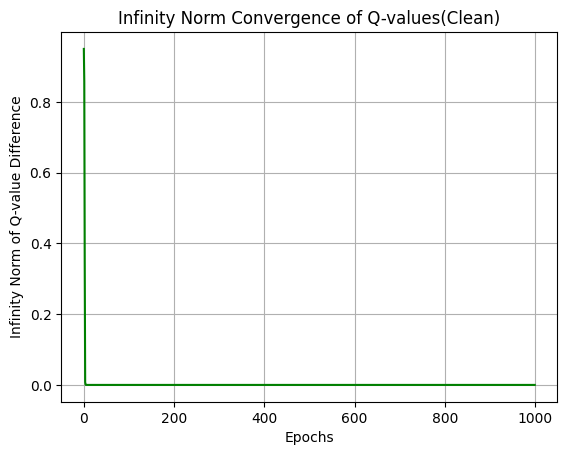 Infinity Norm Convergence of Q-values(Clean)
Infinity Norm of Q-value Difference
0.8
0.6
0.4
0.2
0.0
0 200 400 600 800 1000
Epochs